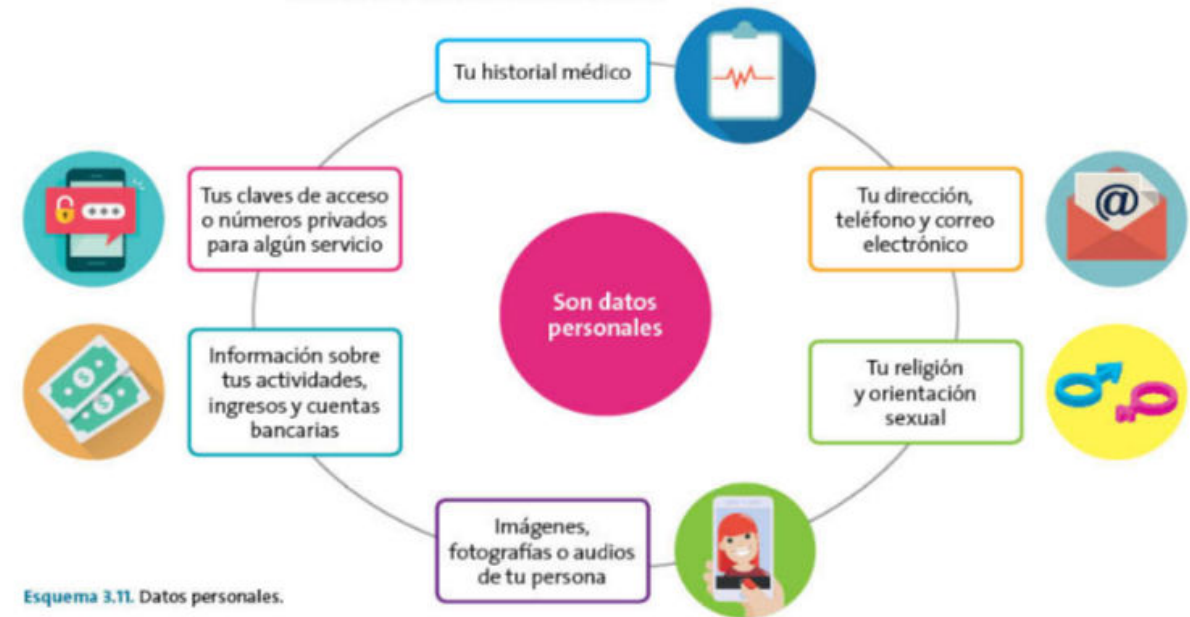 Tu historial médico
Tus claves de acceso
o números privados
para algún servicio
Tu dirección,
teléfono y correo
electrónico
@
Son datos
personales
Información sobre
tus actividades,
ingresos y cuentas
bancarias
Tu religión
y orientación
sexual
Imágenes,
fotografías o audios
de tu persona
Esquema 3.11. Datos personales.